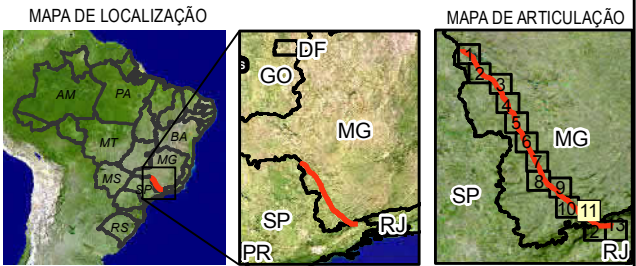 MAPA DE LOCALIZAÇÃO
AM
PA
MT
BA
MG
MS
SP
RS
DF
GO
MG
SP
RJ
PR
MAPA DE ARTICULAÇÃO
1
2
3
4
5
6
7
8
9
10
11
2
3
MG
SP
RJ